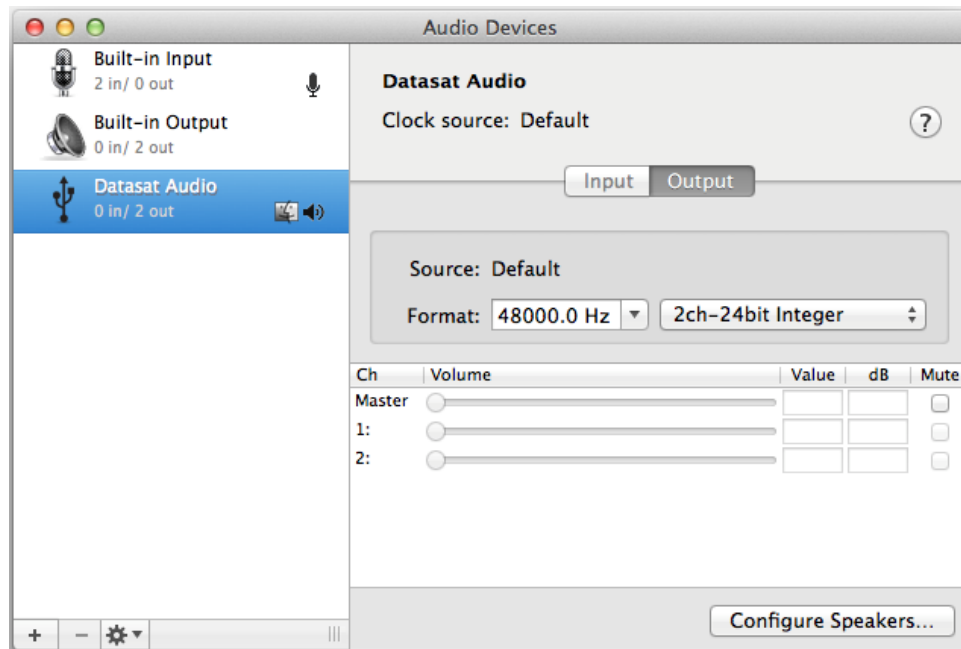 Audio Devices
Built-in Input
2 in/ 0 out
Built-in Output
0 in/ 2 out
Datasat Audio
0 in/ 2 out
Datasat Audio
Clock source: Default
?
Input Output
Source: Default
Format: 48000.0 Hz 2ch-24bit Integer
Ch Volume Value dB Mute
Master
1:
2:
+ −
Configure Speakers...